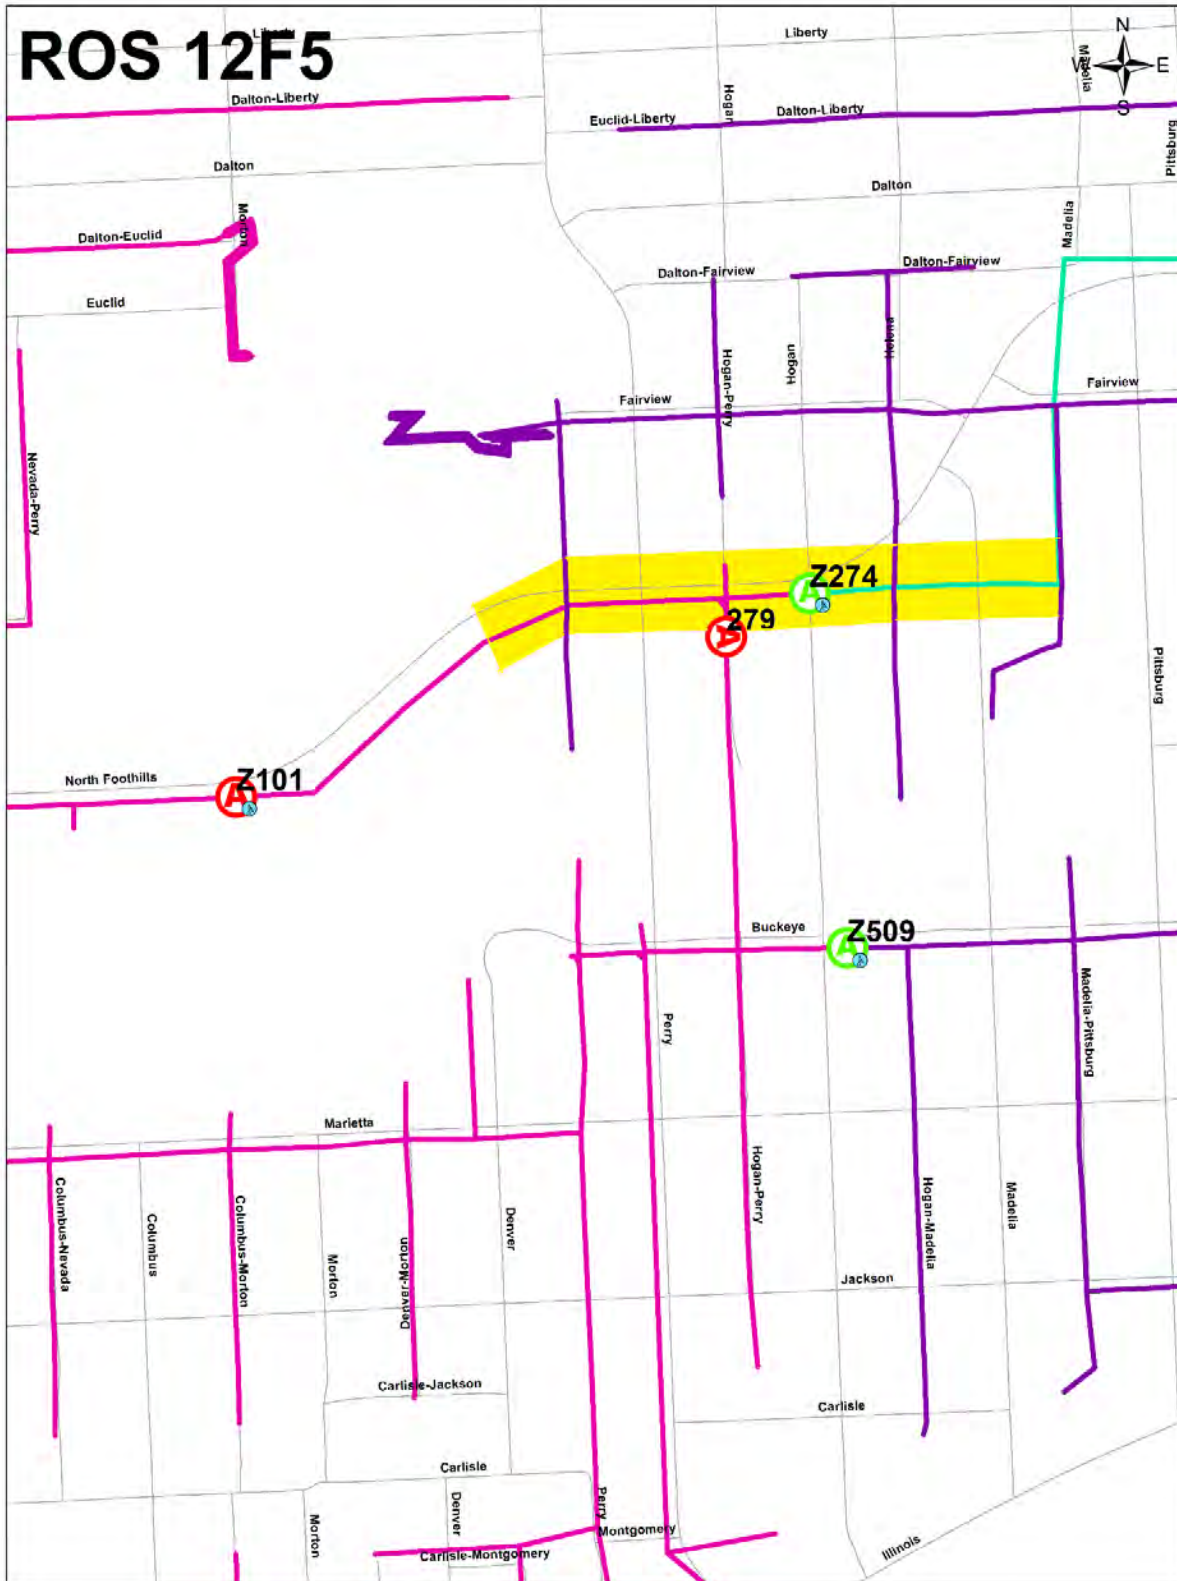 ROS 12F5
Liberty
Liberty
N
W
E
S
Madelia
Dalton-Liberty
Hogan
Euclid-Liberty
Dalton-Liberty
Pittsburg
Dalton
Dalton
Morton
Madelia
Dalton-Euclid
Dalton-Fairview
Dalton-Fairview
Euclid
Helena
Hogan
Hogan-Perry
Fairview
Fairview
Nevada-Perry
A
Z274
A
279
Pittsburg
North Foothills
A
Z101
Buckeye
A
Z509
Perry
Madelia-Pittsburg
Marietta
Columbus-Nevada
Columbus
Columbus-Morton
Morton
Denver-Morton
Denver
Hogan-Perry
Hogan-Madelia
Madelia
Jackson
Carlisle-Jackson
Carlisle
Carlisle
Morton
Denver
Perry
Montgomery
Carlisle-Montgomery
Illinois